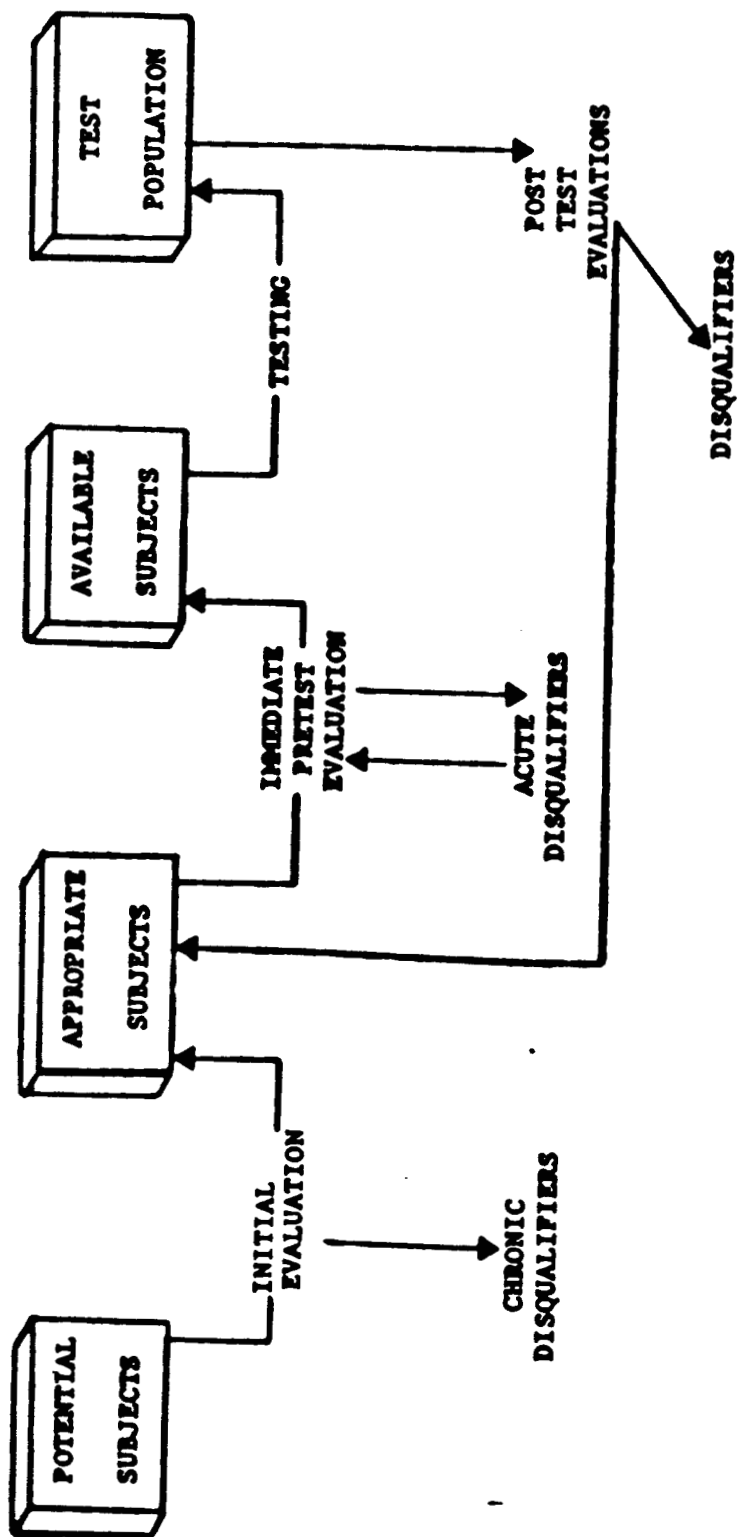 POTENTIAL
SUBJECTS
INITIAL
EVALUATION
CHRONIC
DISQUALIFIERS
APPROPRIATE
SUBJECTS
IMMEDIATE
PRETEST
EVALUATION
ACUTE
DISQUALIFIERS
AVAILABLE
SUBJECTS
TESTING
TEST
POPULATION
POST
TEST
EVALUATIONS
DISQUALIFIERS